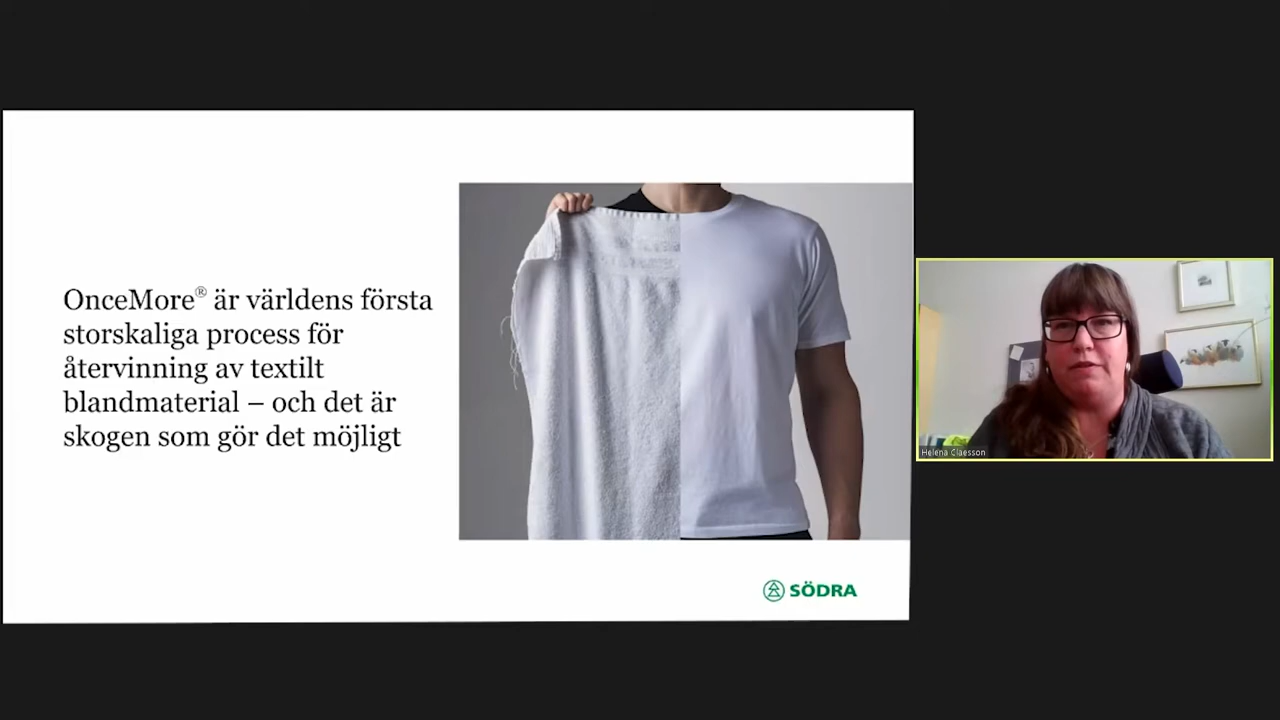 OnceMore® är världens första
storskaliga process för
återvinning av textilt
blandmaterial – och det är
skogen som gör det möjligt
SÖDRA
Helena Claesson